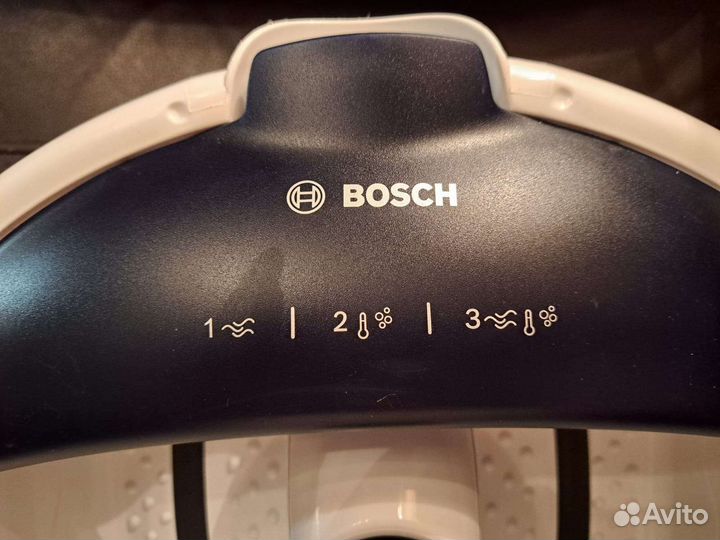 BOSCH
1 | 2 | 3
Avito